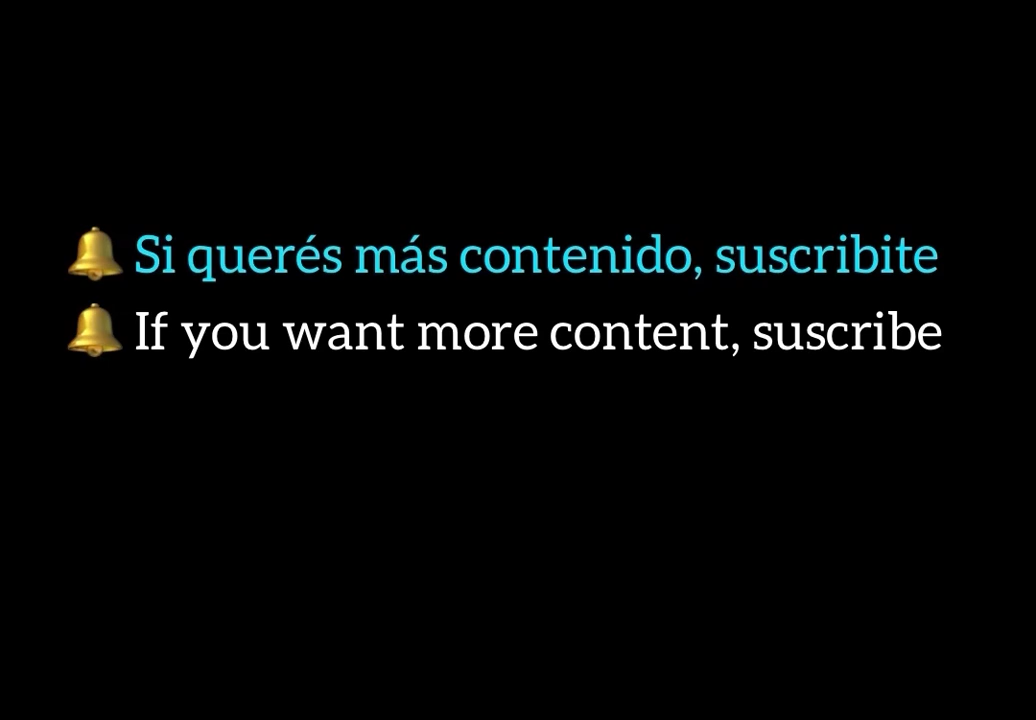 🔔 Si querés más contenido, suscribite
🔔 If you want more content, suscribe